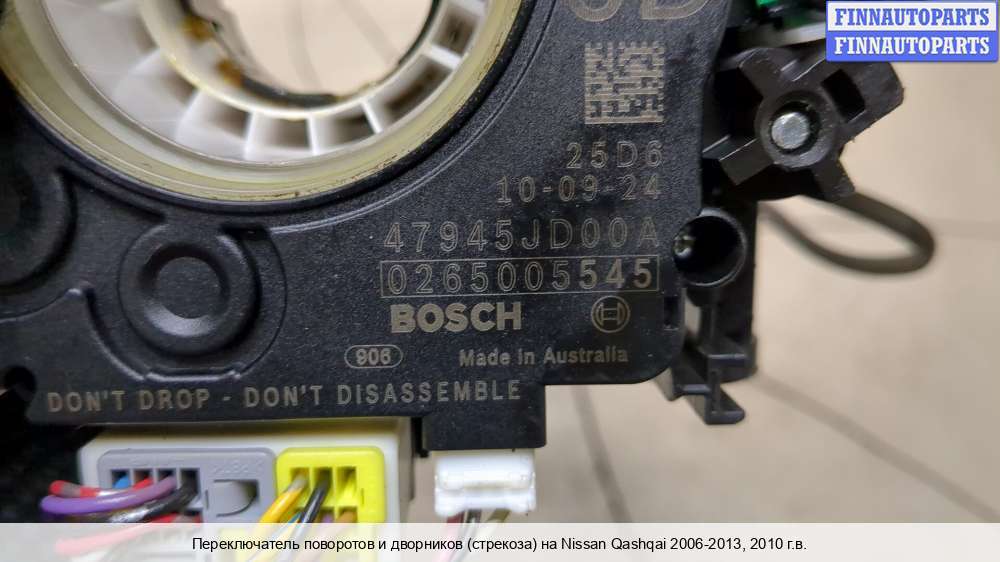 FINNAUTOPARTS
FINNAUTOPARTS
25D6
10-09-24
47945JD00A
0265005545
BOSCH
906 Made in Australia
DON'T DROP - DON'T DISASSEMBLE
Переключатель поворотов и дворников (стрекоза) на Nissan Qashqai 2006-2013, 2010 г.в.